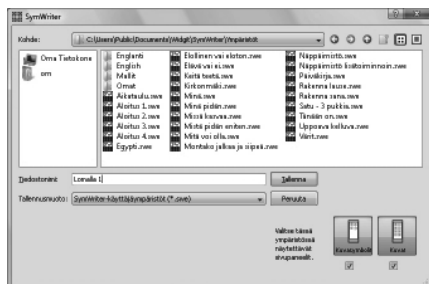 SymWriter
Kohde: C:\Users\Public\Documents\Widgit\SymWriter\Ympäristöt
Oma Tietokone
om
Englanti
English
Mallit
Omat
Aikataulu.swe
Aloitus 1.swe
Aloitus 2.swe
Aloitus 3.swe
Aloitus 4.swe
Egypti.swe
Elollinen vai eloton.swe
Elävä vai ei.swe
Keitä teetä.swe
Kirkonmäki.swe
Minä.swe
Minä pidän.swe
Missä kasvaa.swe
Mistä pidän eniten.swe
Mitä voi olla.swe
Montako jalkaa ja siipeä.swe
Näppäimistö.swe
Näppäimistö lisätoiminnoin.swe
Päiväkirja.swe
Rakenna lause.swe
Rakenna sana.swe
Satu - 3 pukkia.swe
Tänään on.swe
Uppoava kelluva.swe
Värit.swe
Tiedostonimi: Lomalla 1
Tallenna
Tallennusmuoto: SymWriter-käyttäjäympäristöt (*.swe)
Peruuta
Valitse tässä
ympäristössä
näytettävät
sivupaneelit.
Kuvasymbolit
Kuvat